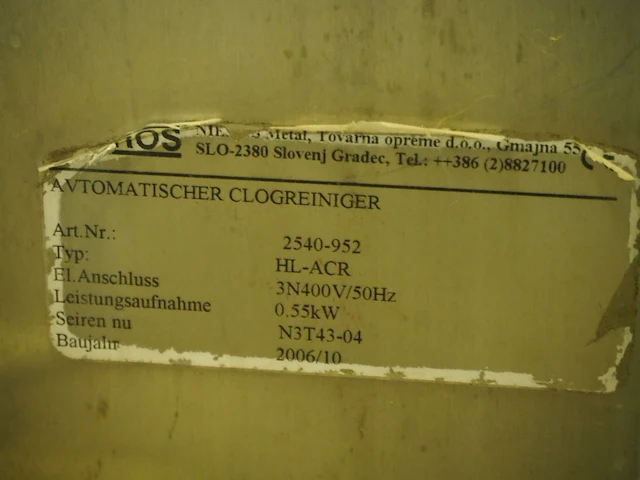 NIEROS Metal, Tovarna opreme d.o.o., Gmajna 55
SLO-2380 Slovenj Gradec, Tel.: ++386 (2)8827100
AVTOMATISCHER CLOGREINIGER
Art.Nr.: 2540-952
Typ: HL-ACR
El.Anschluss 3N400V/50Hz
Leistungsaufnahme 0.55kW
Seiren nu N3T43-04
Baujahr 2006/10